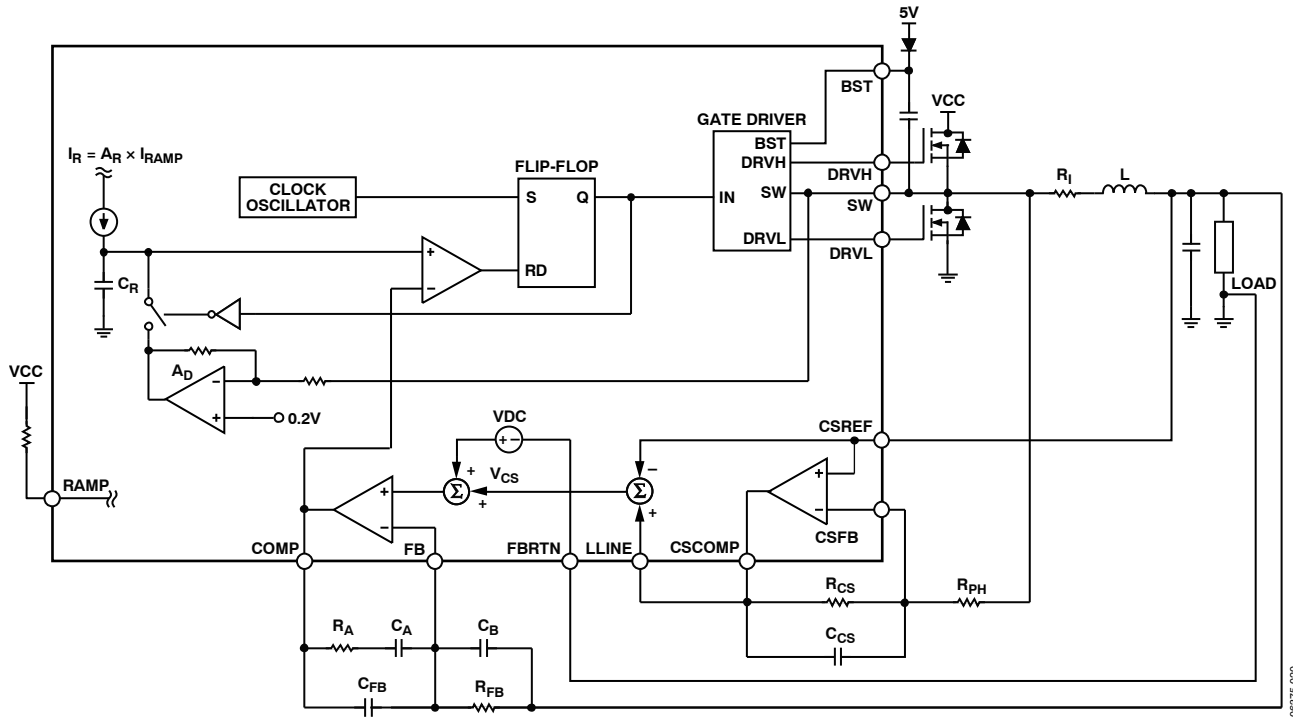 5V
BST
VCC
GATE DRIVER
BST
DRVH
DRVH
I_R = A_R × I_RAMP
FLIP-FLOP
CLOCK
OSCILLATOR
S
Q
IN
SW
SW
R_I
L
DRVL
DRVL
+
–
RD
C_R
LOAD
VCC
A_D
–
+
0.2V
VDC
+ –
CSREF
RAMP
+
–
Σ
+
+
V_CS
Σ
–
+
+
–
CSFB
COMP
FB
FBRTN
LLINE
CSCOMP
R_CS
R_PH
C_CS
R_A
C_A
C_B
C_FB
R_FB